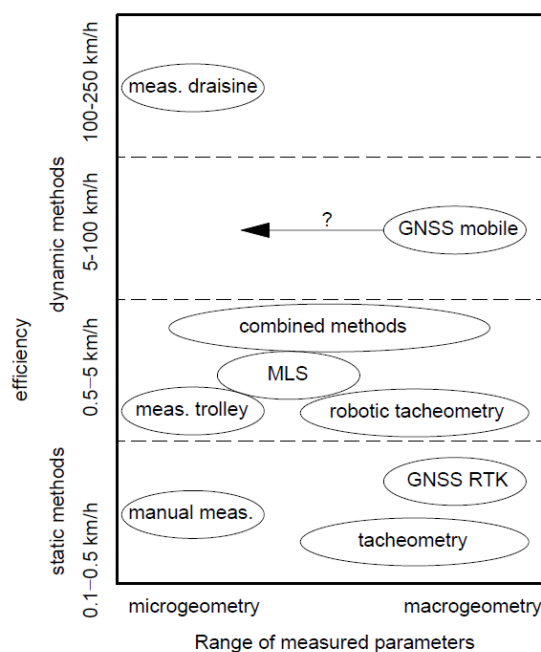 100-250 km/h
meas. draisine
dynamic methods
5-100 km/h
?
GNSS mobile
efficiency
0.5–5 km/h
combined methods
MLS
meas. trolley
robotic tacheometry
static methods
0.1–0.5 km/h
GNSS RTK
manual meas.
tacheometry
microgeometry
macrogeometry
Range of measured parameters